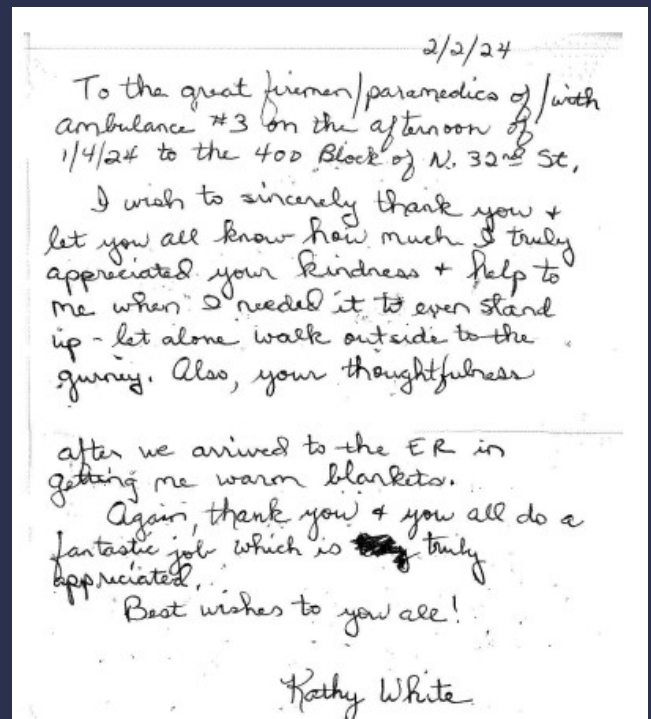 2/2/24
To the great firemen/paramedics of/with
ambulance #3 on the afternoon of
1/4/24 to the 400 Block of N. 32nd St.
I wish to sincerely thank you +
let you all know how much I truly
appreciated your kindness + help to
me when I needed it to even stand
up - let alone walk outside to the
gurney. Also, your thoughtfulness
after we arrived to the ER in
getting me warm blankets.
Again, thank you & you all do a
fantastic job which is truly
appreciated.
Best wishes to you all!
Kathy White